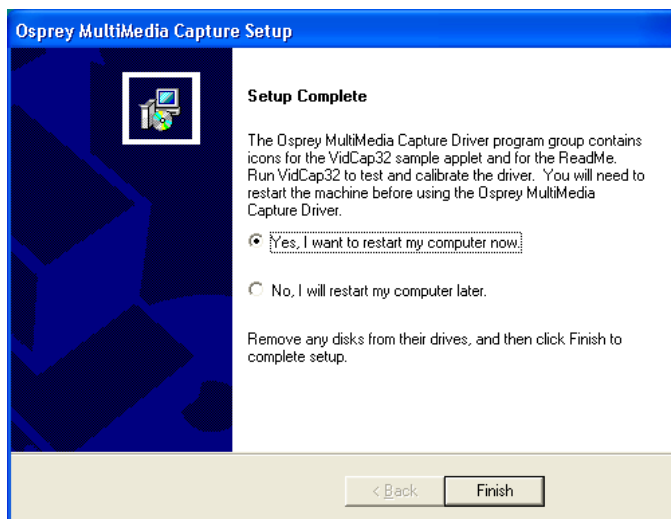 Osprey MultiMedia Capture Setup
Setup Complete
The Osprey MultiMedia Capture Driver program group contains
icons for the VidCap32 sample applet and for the ReadMe.
Run VidCap32 to test and calibrate the driver.  You will need to
restart the machine before using the Osprey MultiMedia
Capture Driver.
Yes, I want to restart my computer now.
No, I will restart my computer later.
Remove any disks from their drives, and then click Finish to
complete setup.
< Back
Finish